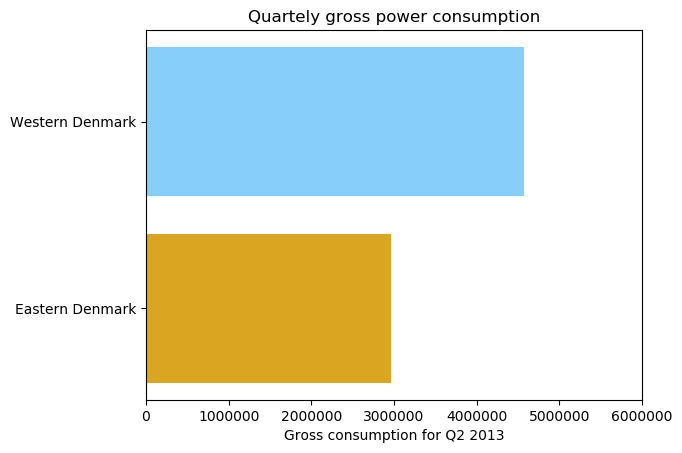 Quartely gross power consumption
Western Denmark
Eastern Denmark
0 1000000 2000000 3000000 4000000 5000000 6000000
Gross consumption for Q2 2013